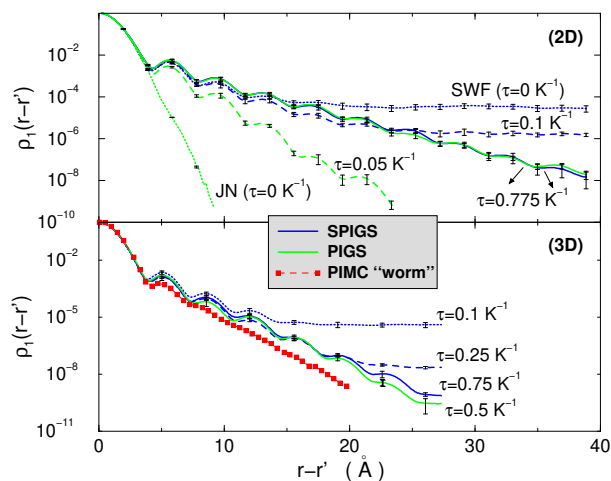 (2D)
10⁻²
10⁻⁴
10⁻⁶
10⁻⁸
10⁻¹⁰
ρ₁(r−r')
SWF (τ=0 K⁻¹)
τ=0.1 K⁻¹
τ=0.05 K⁻¹
JN (τ=0 K⁻¹)
τ=0.775 K⁻¹
SPIGS
PIGS
PIMC “worm”
(3D)
10⁻²
10⁻⁵
10⁻⁸
10⁻¹¹
ρ₁(r−r')
τ=0.1 K⁻¹
τ=0.25 K⁻¹
τ=0.75 K⁻¹
τ=0.5 K⁻¹
0 10 20 30 40
r−r' (Å)